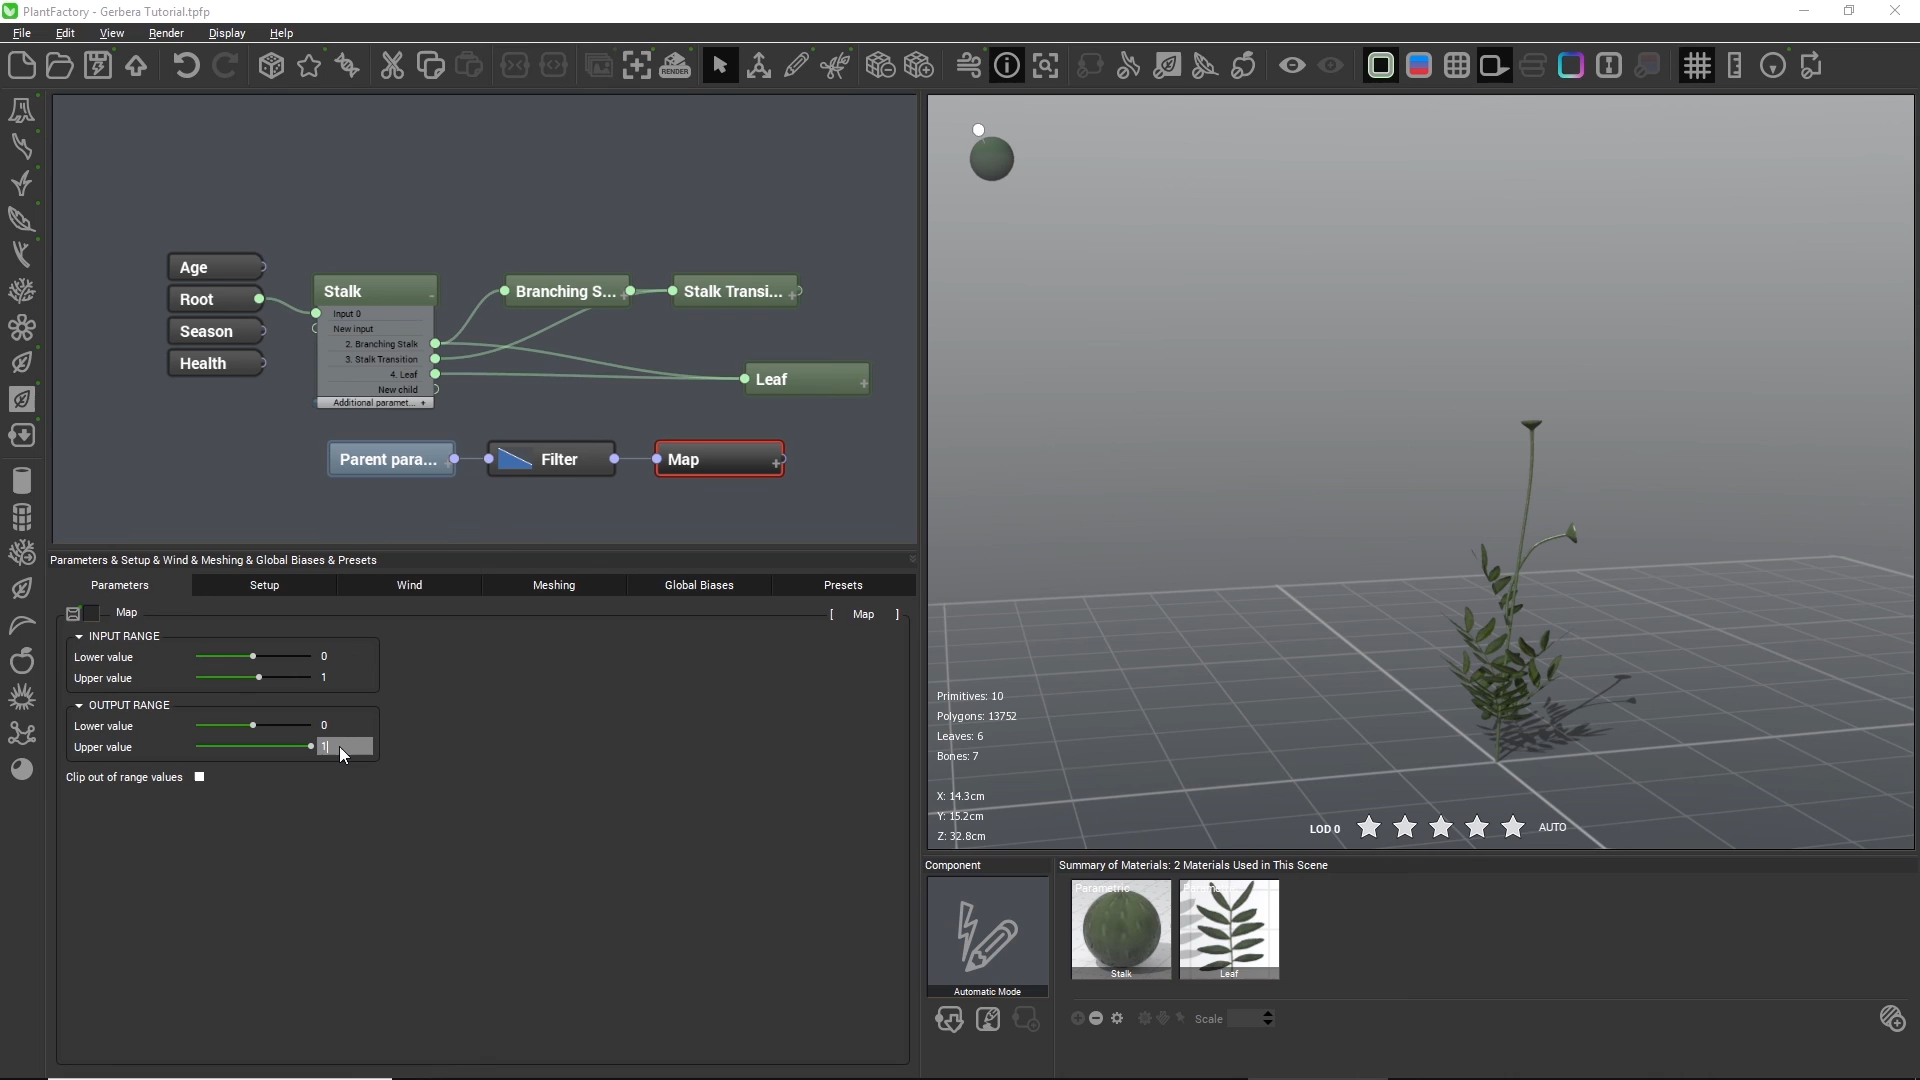 PlantFactory - Gerbera Tutorial.tpfp
File Edit View Render Display Help
RENDER
Age
Root
Season
Health
Stalk
Input 0
New input
2. Branching Stalk
3. Stalk Transition
4. Leaf
New child
Additional paramet... +
Branching S...
Stalk Transi...
Leaf
Parent para...
Filter
Map
Parameters & Setup & Wind & Meshing & Global Biases & Presets
Parameters Setup Wind Meshing Global Biases Presets
Map [ Map ]
INPUT RANGE
Lower value 0
Upper value 1
OUTPUT RANGE
Lower value 0
Upper value 1
Clip out of range values
Primitives: 10
Polygons: 13752
Leaves: 6
Bones: 7
X: 14.3cm
Y: 15.2cm
Z: 32.8cm
LOD 0 AUTO
Component
Automatic Mode
Summary of Materials: 2 Materials Used in This Scene
Parametric
Stalk
Leaf
Scale